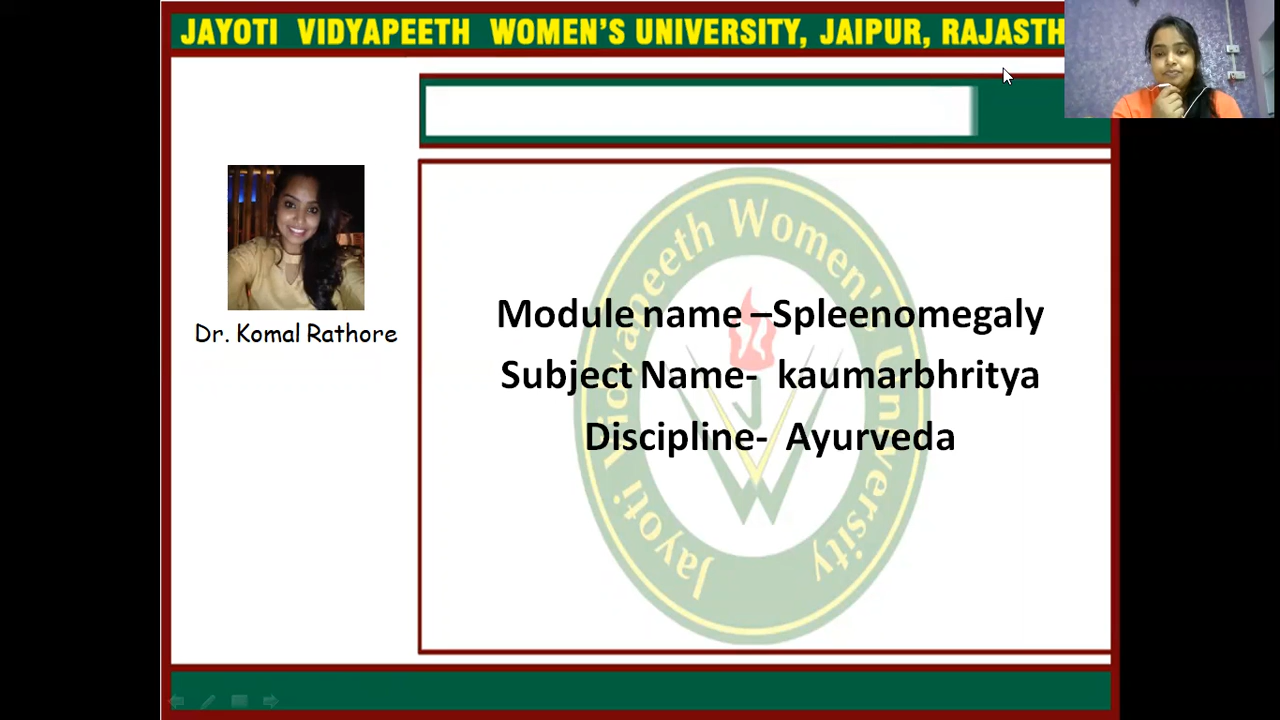 JAYOTI VIDYAPEETH WOMEN'S UNIVERSITY, JAIPUR, RAJASTH
Dr. Komal Rathore
Module name –Spleenomegaly
Subject Name- kaumarbhritya
Discipline- Ayurveda
Jayoti Vidyapeeth Women's University
JVW